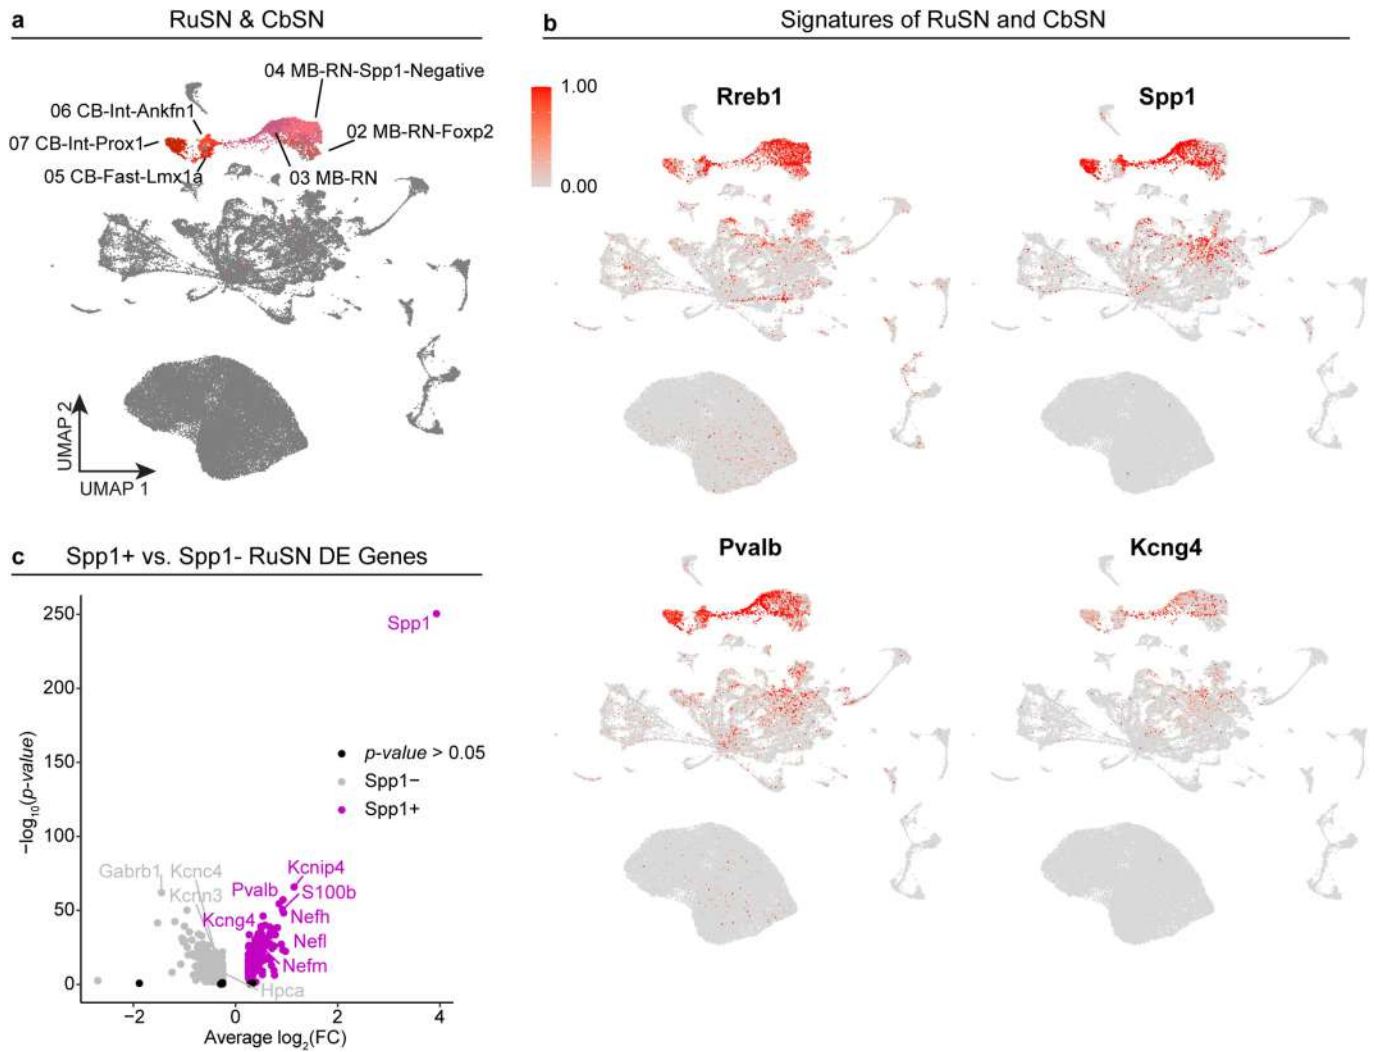 a RuSN & CbSN
04 MB-RN-Spp1-Negative
06 CB-Int-Ankfn1
07 CB-Int-Prox1
02 MB-RN-Foxp2
05 CB-Fast-Lmx1a
03 MB-RN
UMAP 2
UMAP 1
b Signatures of RuSN and CbSN
1.00
0.00
Rreb1
Spp1
Pvalb
Kcng4
c Spp1+ vs. Spp1- RuSN DE Genes
250
200
150
100
50
0
−log10(p-value)
Spp1
p-value > 0.05
Spp1−
Spp1+
Gabrb1 Kcnc4
Kcnn3
Kcnip4
Pvalb
S100b
Kcng4
Nefh
Nefl
Nefm
Hpca
−2 0 2 4
Average log2(FC)